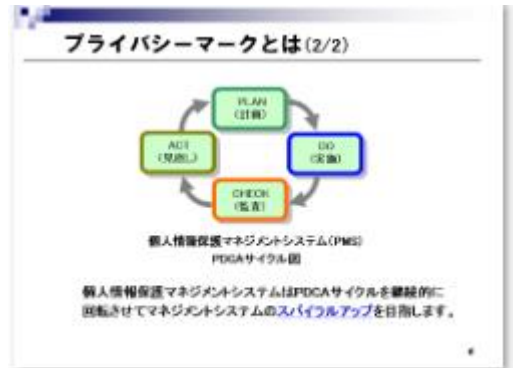 プライバシーマークとは(2/2)
PLAN
(計画)
ACT
(見直し)
DO
(実施)
CHECK
(監査)
個人情報保護マネジメントシステム(PMS)
PDCAサイクル図
個人情報保護マネジメントシステムはPDCAサイクルを継続的に
回転させてマネジメントシステムのスパイラルアップを目指します。